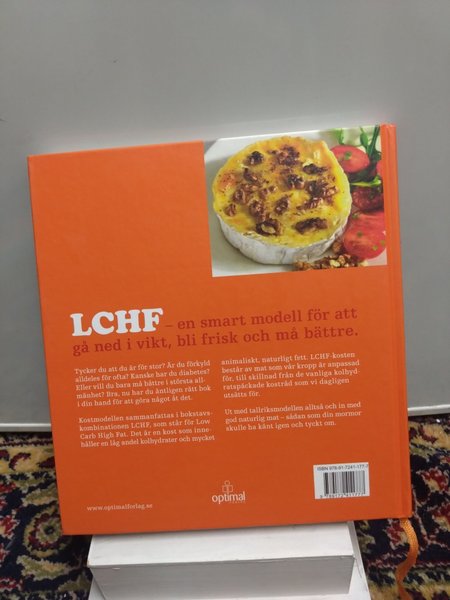 LCHF – en smart modell för att
gå ned i vikt, bli frisk och må bättre.
Tycker du att du är för stor? Är du förkyld
alldeles för ofta? Kanske har du diabetes?
Eller vill du bara må bättre i största all-
mänhet? Bra, nu har du äntligen rätt bok
i din hand för att göra något åt det.
Kostmodellen sammanfattas i bokstavs-
kombinationen LCHF, som står för Low
Carb High Fat. Det är en kost som inne-
håller en låg andel kolhydrater och mycket
animaliskt, naturligt fett. LCHF-kosten
består av mat som vår kropp är anpassad
för, till skillnad från de vanliga kolhyd-
ratspäckade kostråd som vi dagligen
utsätts för.
Ut med tallriksmodellen alltså och in med
god naturlig mat – sådan som din mormor
skulle ha känt igen och tyckt om.
ISBN 978-91-7241-177-7
www.optimalforlag.se
optimal